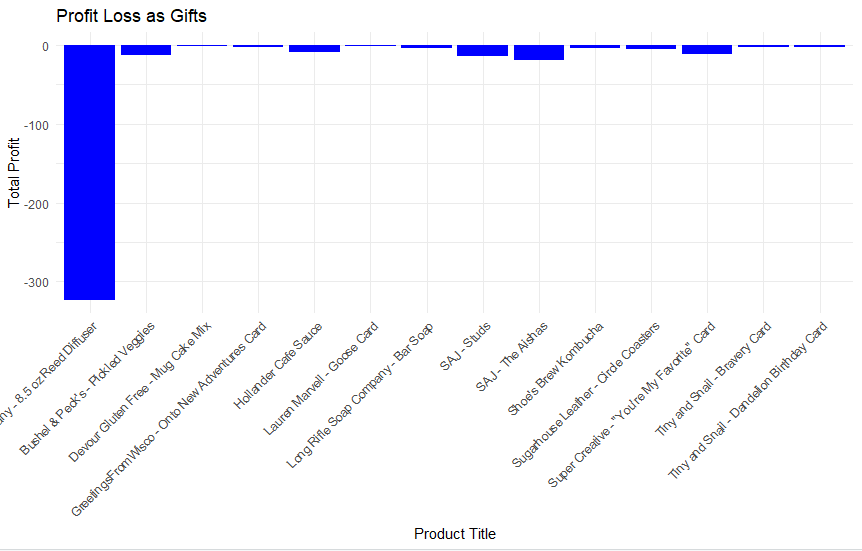 Profit Loss as Gifts
Total Profit
0
-100
-200
-300
- 8.5 oz Reed Diffuser
Bushel & Peck's - Pickled Veggies
Devour Gluten Free - Mug Cake Mix
GreetingsFromWisco - Onto New Adventures Card
Hollander Cafe Sauce
Lauren Marvell - Goose Card
Long Rifle Soap Company - Bar Soap
SAJ - Studs
SAJ - The Alshas
Shoe's Brew Kombucha
Sugarhouse Leather - Circle Coasters
Super Creative - "You're My Favorite" Card
Tiny and Snail - Bravery Card
Tiny and Snail - Dandelion Birthday Card
Product Title